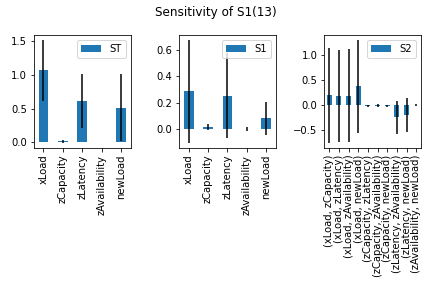 Sensitivity of S1(13)
1.5
1.0
0.5
0.0
ST
xLoad
zCapacity
zLatency
zAvailability
newLoad
0.6
0.4
0.2
0.0
S1
xLoad
zCapacity
zLatency
zAvailability
newLoad
1.0
0.5
0.0
−0.5
S2
(xLoad, zCapacity)
(xLoad, zLatency)
(xLoad, zAvailability)
(xLoad, newLoad)
(zCapacity, zLatency)
(zCapacity, zAvailability)
(zCapacity, newLoad)
(zLatency, zAvailability)
(zLatency, newLoad)
(zAvailability, newLoad)